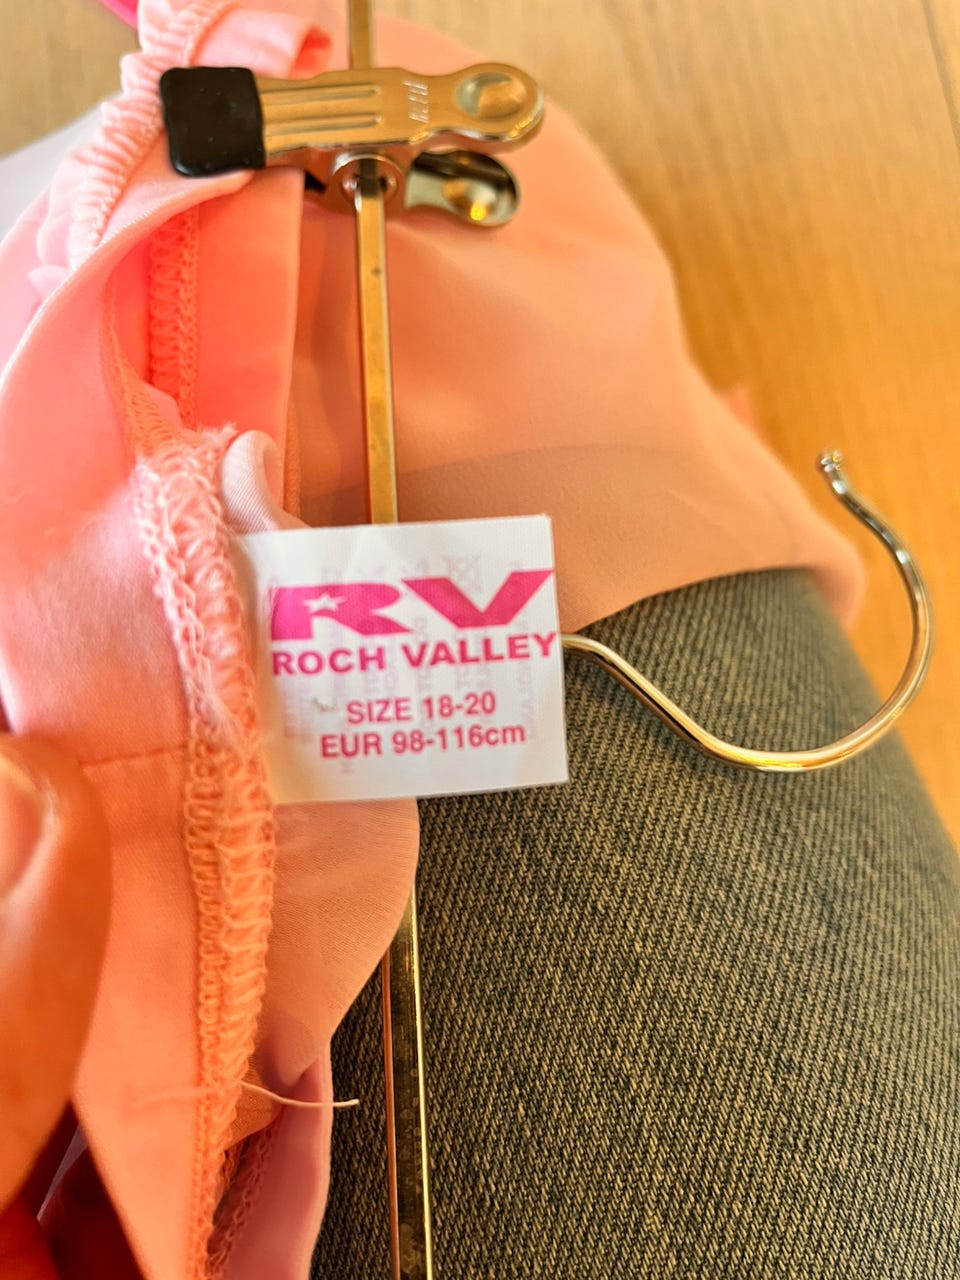 RV
ROCH VALLEY
SIZE 18-20
EUR 98-116cm